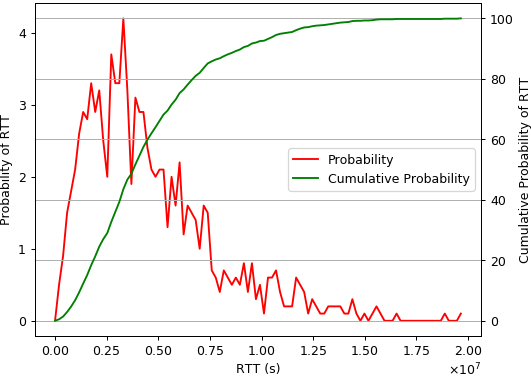 4
3
2
1
0
Probability of RTT
100
80
60
40
20
0
Cumulative Probability of RTT
Probability
Cumulative Probability
0.00 0.25 0.50 0.75 1.00 1.25 1.50 1.75 2.00
RTT (s)
×10⁷